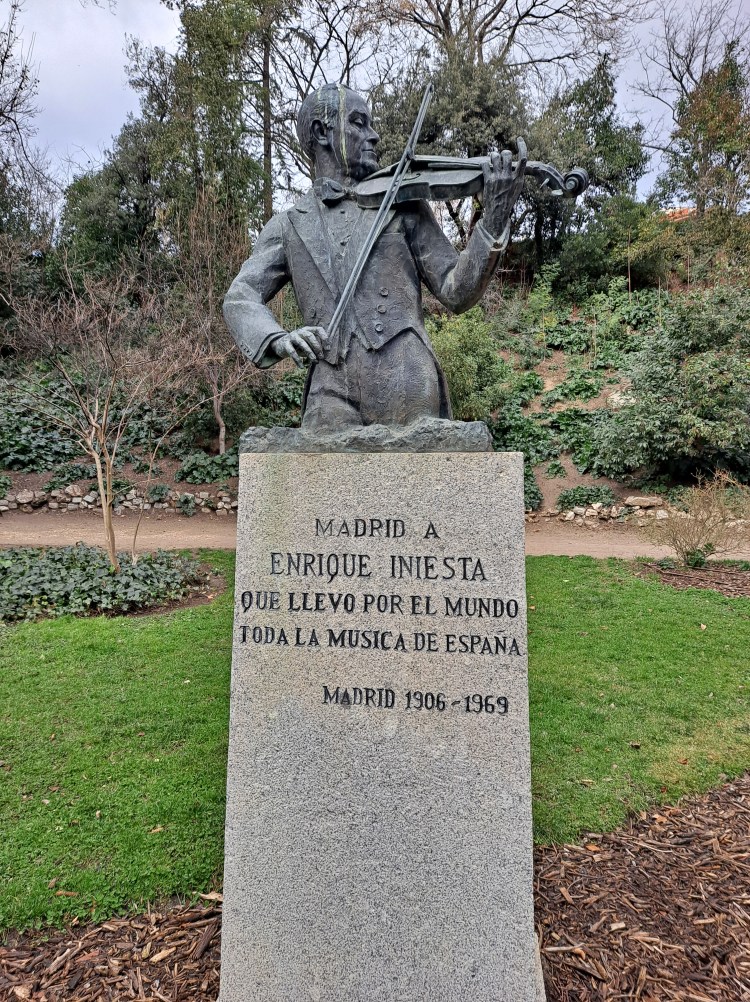 MADRID A
ENRIQUE INIESTA
QUE LLEVO POR EL MUNDO
TODA LA MUSICA DE ESPAÑA
MADRID 1906-1969